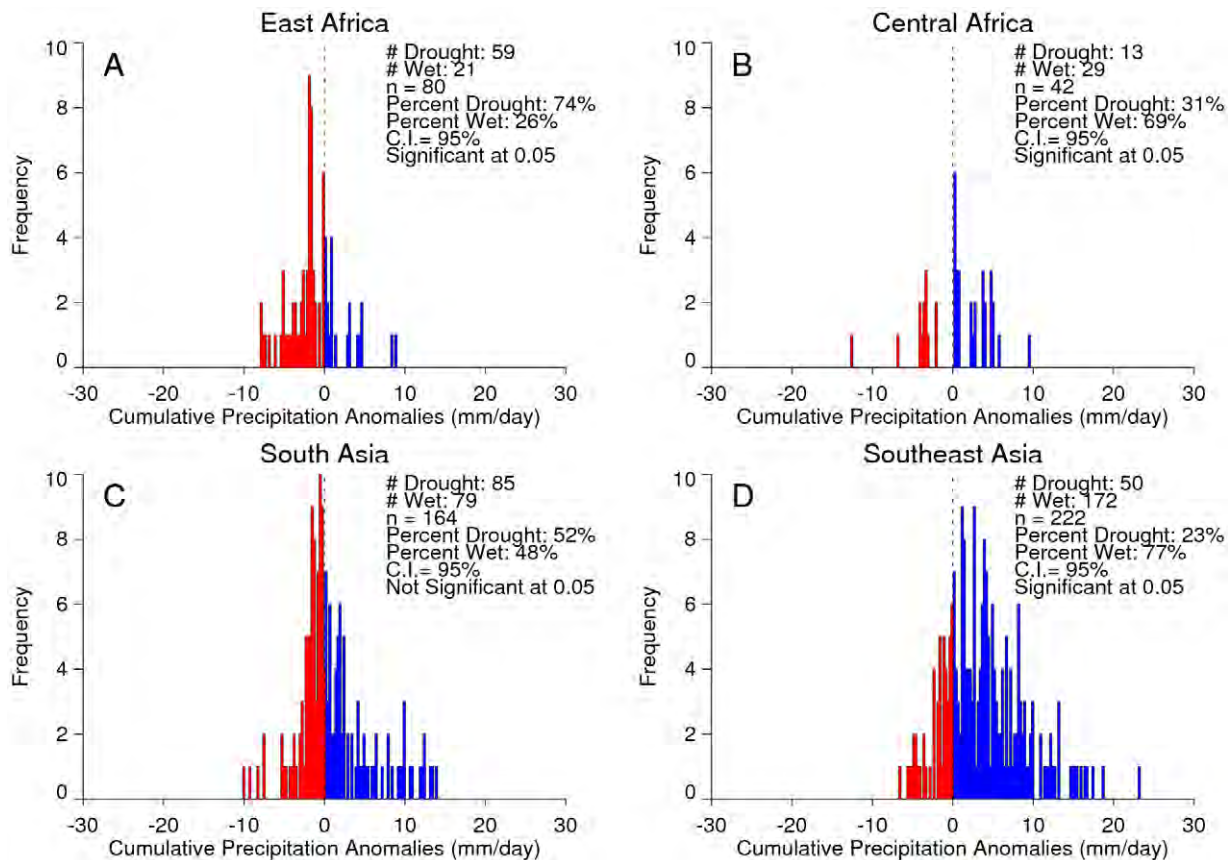 East Africa
A
# Drought: 59
# Wet: 21
n = 80
Percent Drought: 74%
Percent Wet: 26%
C.I.= 95%
Significant at 0.05
Frequency
10
8
6
4
2
0
-30 -20 -10 0 10 20 30
Cumulative Precipitation Anomalies (mm/day)
Central Africa
B
# Drought: 13
# Wet: 29
n = 42
Percent Drought: 31%
Percent Wet: 69%
C.I.= 95%
Significant at 0.05
Frequency
10
8
6
4
2
0
-30 -20 -10 0 10 20 30
Cumulative Precipitation Anomalies (mm/day)
South Asia
C
# Drought: 85
# Wet: 79
n = 164
Percent Drought: 52%
Percent Wet: 48%
C.I.= 95%
Not Significant at 0.05
Frequency
10
8
6
4
2
0
-30 -20 -10 0 10 20 30
Cumulative Precipitation Anomalies (mm/day)
Southeast Asia
D
# Drought: 50
# Wet: 172
n = 222
Percent Drought: 23%
Percent Wet: 77%
C.I.= 95%
Significant at 0.05
Frequency
10
8
6
4
2
0
-30 -20 -10 0 10 20 30
Cumulative Precipitation Anomalies (mm/day)